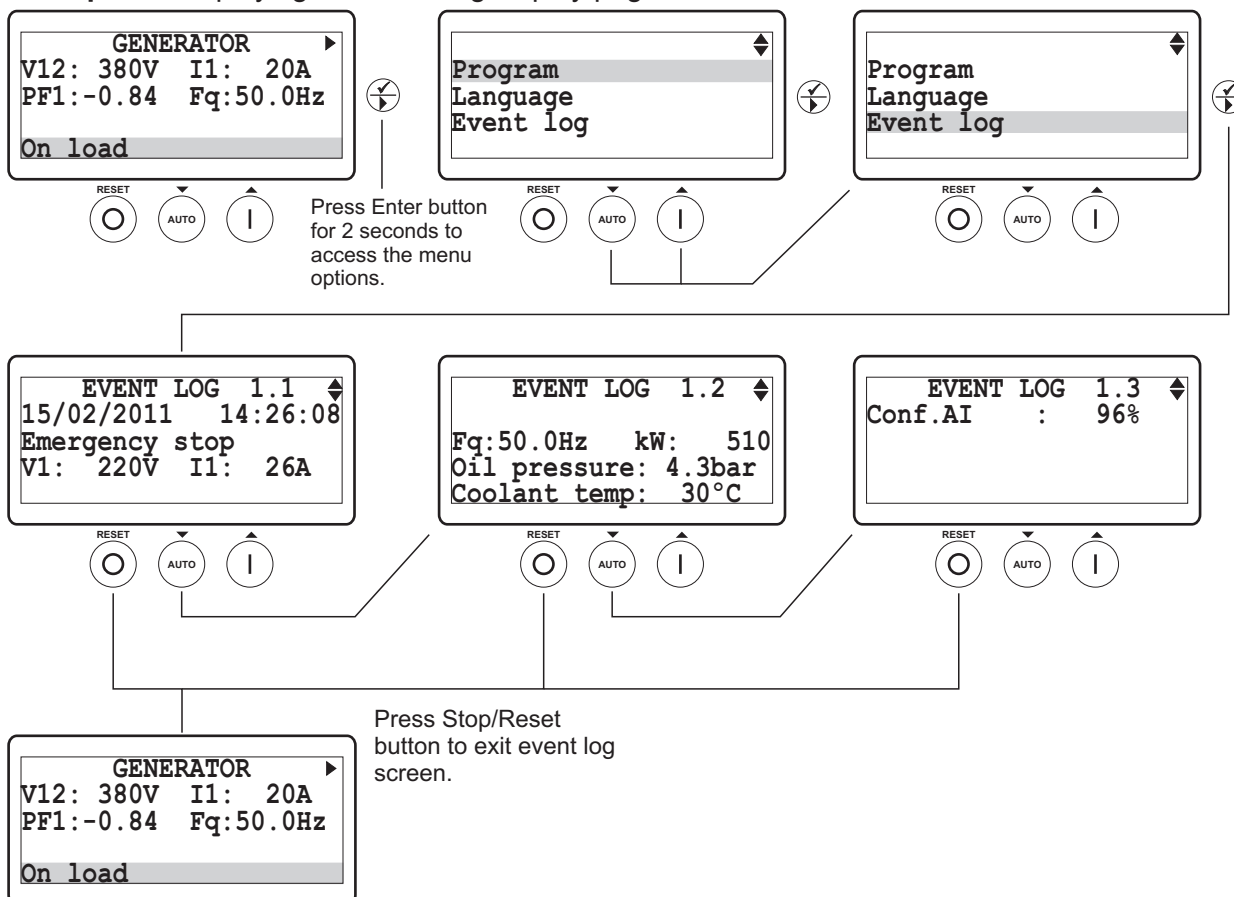 GENERATOR ▶
V12: 380V I1: 20A
PF1:-0.84 Fq:50.0Hz
On load
RESET ▼ ▲
O AUTO I
Press Enter button
for 2 seconds to
access the menu
options.
Program
Language
Event log
RESET ▼ ▲
O AUTO I
Program
Language
Event log
RESET ▼ ▲
O AUTO I
EVENT LOG 1.1
15/02/2011 14:26:08
Emergency stop
V1: 220V I1: 26A
RESET ▼ ▲
O AUTO I
EVENT LOG 1.2
Fq:50.0Hz kW: 510
Oil pressure: 4.3bar
Coolant temp: 30°C
RESET ▼ ▲
O AUTO I
EVENT LOG 1.3
Conf.AI : 96%
RESET ▼ ▲
O AUTO I
Press Stop/Reset
button to exit event log
screen.
GENERATOR ▶
V12: 380V I1: 20A
PF1:-0.84 Fq:50.0Hz
On load